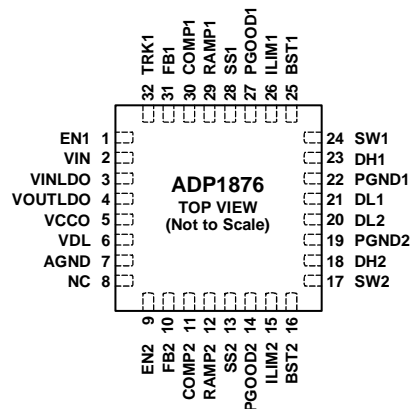 32 TRK1
31 FB1
30 COMP1
29 RAMP1
28 SS1
27 PGOOD1
26 ILIM1
25 BST1
EN1 1
VIN 2
VINLDO 3
VOUTLDO 4
VCCO 5
VDL 6
AGND 7
NC 8
ADP1876
TOP VIEW
(Not to Scale)
24 SW1
23 DH1
22 PGND1
21 DL1
20 DL2
19 PGND2
18 DH2
17 SW2
EN2 9
FB2 10
COMP2 11
RAMP2 12
SS2 13
PGOOD2 14
ILIM2 15
BST2 16